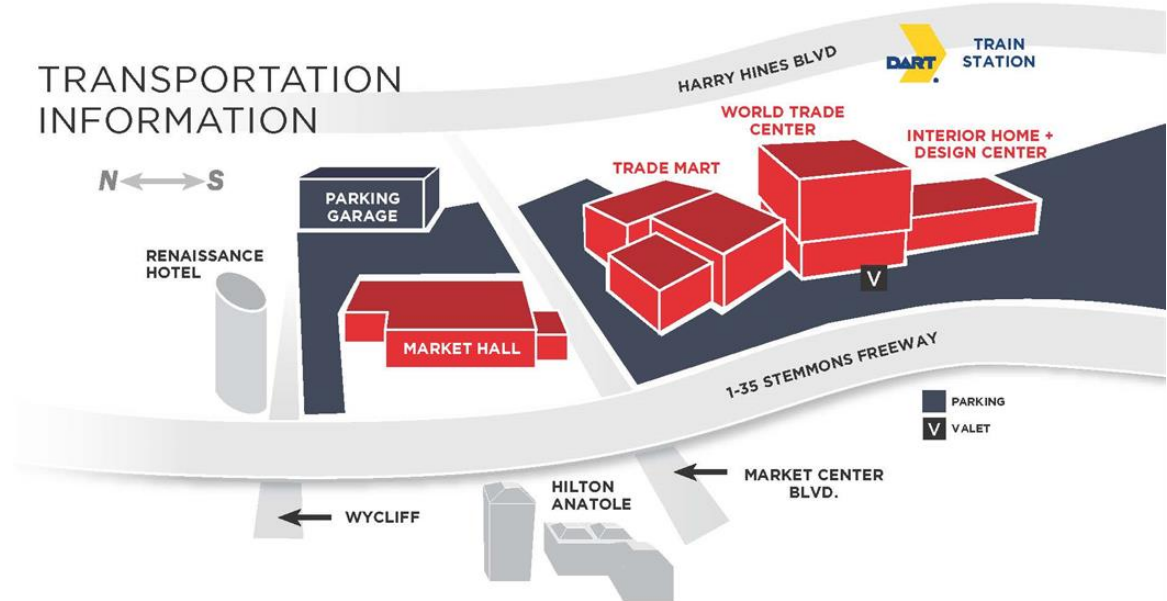 TRANSPORTATION
INFORMATION
N S
HARRY HINES BLVD
DART
TRAIN
STATION
WORLD TRADE
CENTER
INTERIOR HOME +
DESIGN CENTER
TRADE MART
PARKING
GARAGE
RENAISSANCE
HOTEL
V
MARKET HALL
1-35 STEMMONS FREEWAY
PARKING
V VALET
MARKET CENTER
BLVD.
HILTON
ANATOLE
WYCLIFF